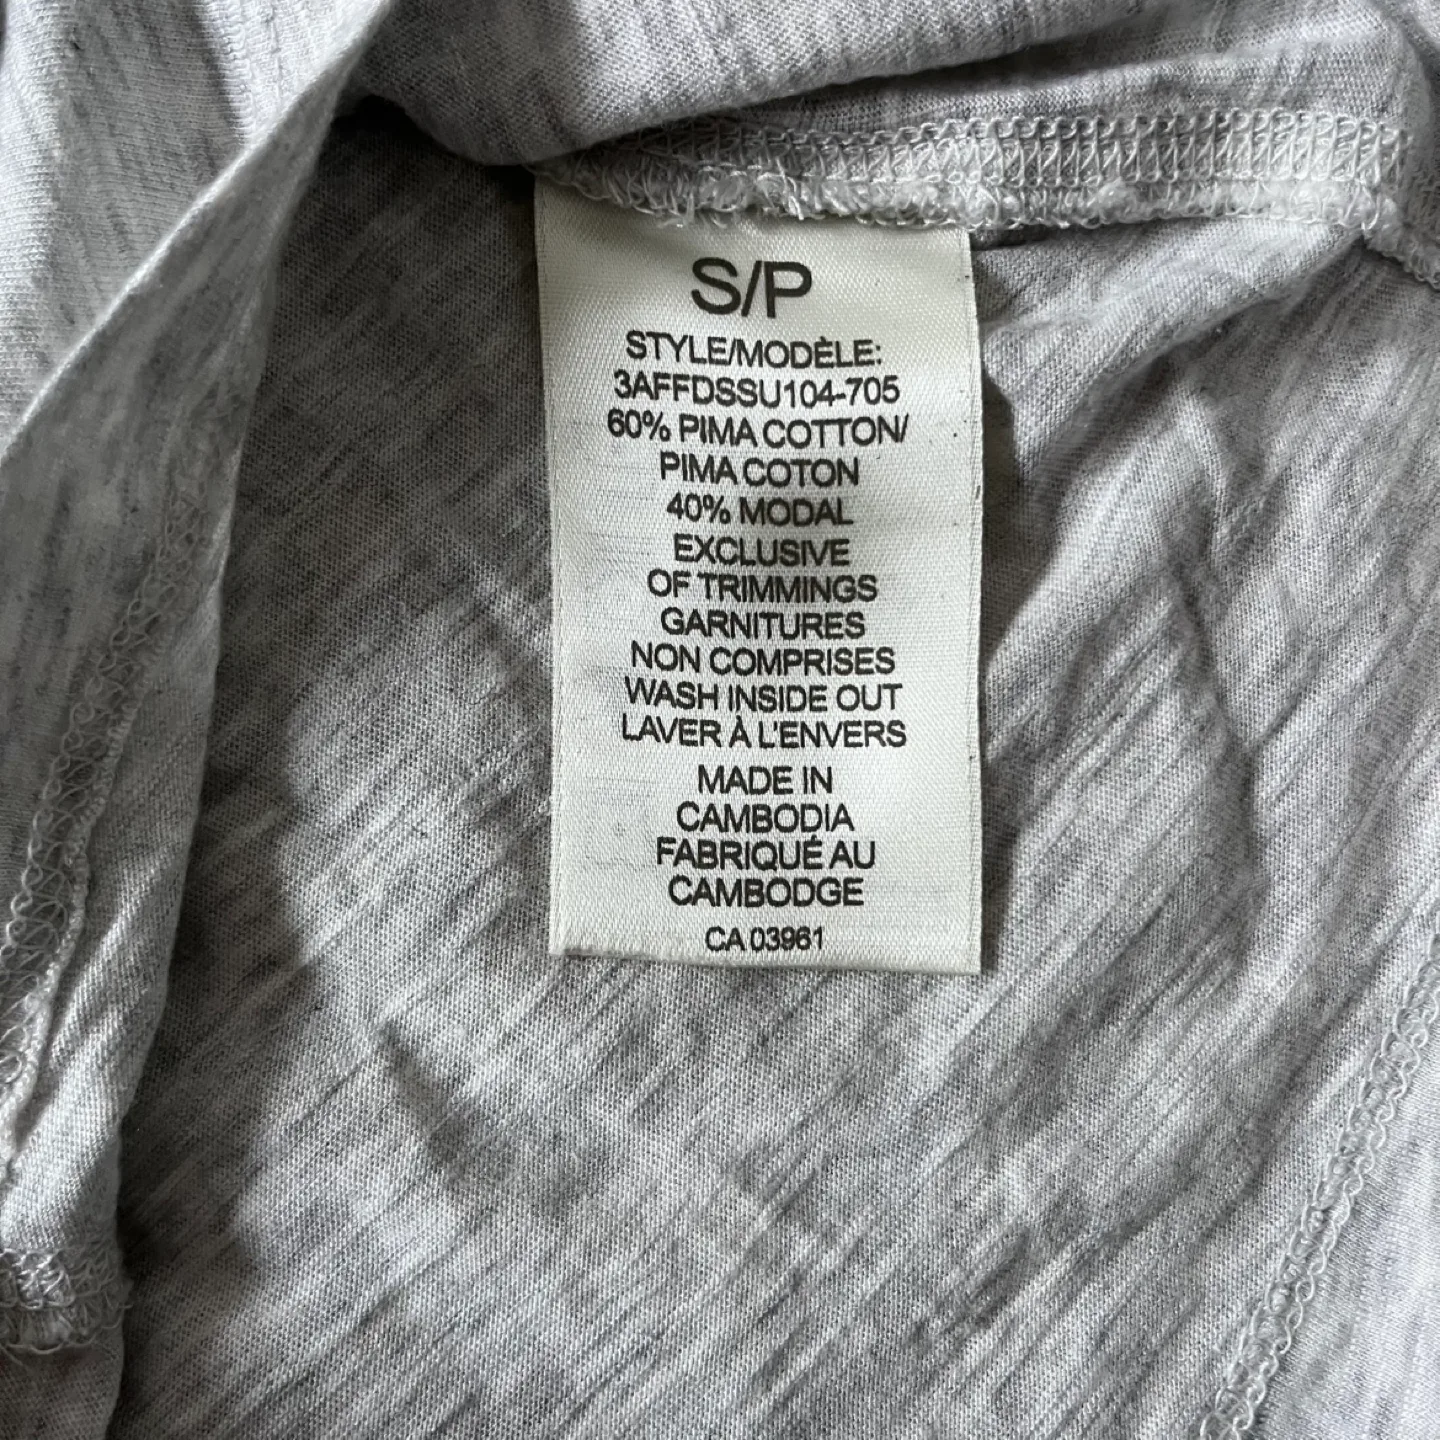 S/P
STYLE/MODÈLE:
3AFFDSSU104-705
60% PIMA COTTON/
PIMA COTON
40% MODAL
EXCLUSIVE
OF TRIMMINGS
GARNITURES
NON COMPRISES
WASH INSIDE OUT
LAVER À L'ENVERS
MADE IN
CAMBODIA
FABRIQUÉ AU
CAMBODGE
CA 03961